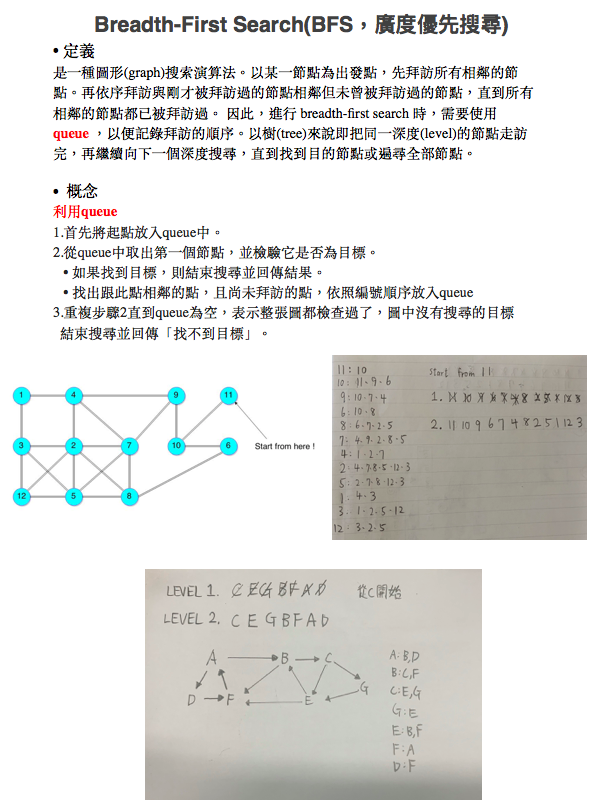 Breadth-First Search(BFS，廣度優先搜尋)
• 定義
是一種圖形(graph)搜索演算法。以某一節點為出發點，先拜訪所有相鄰的節
點。再依序拜訪與剛才被拜訪過的節點相鄰但未曾被拜訪過的節點，直到所有
相鄰的節點都已被拜訪過。 因此，進行 breadth-first search 時，需要使用
queue ，以便記錄拜訪的順序。以樹(tree)來說即把同一深度(level)的節點走訪
完，再繼續向下一個深度搜尋，直到找到目的節點或遍尋全部節點。
• 概念
利用queue
1.首先將起點放入queue中。
2.從queue中取出第一個節點，並檢驗它是否為目標。
• 如果找到目標，則結束搜尋並回傳結果。
• 找出跟此點相鄰的點，且尚未拜訪的點，依照編號順序放入queue
3.重複步驟2直到queue為空，表示整張圖都檢查過了，圖中沒有搜尋的目標
結束搜尋並回傳「找不到目標」。
1 4 9 11
3 2 7 10 6
Start from here !
12 5 8
11: 10
10: 11、9、6
9: 10、7、4
6: 10、8
8: 6、7、2、5
7: 4、9、2、8、5
4: 1、2、7
2: 4、7、8、5、12、3
5: 2、7、8、12、3
1: 4、3
3: 1、2、5、12
12: 3、2、5
Start from 11
1. 11 10 9
2. 11 10 9 6 7 4 8 2 5 1 12 3
LEVEL 1. C E G B F A D 從C開始
LEVEL 2. C E G B F A D
A B C
G
D F E
A: B,D
B: C,F
C: E,G
G: E
E: B,F
F: A
D: F